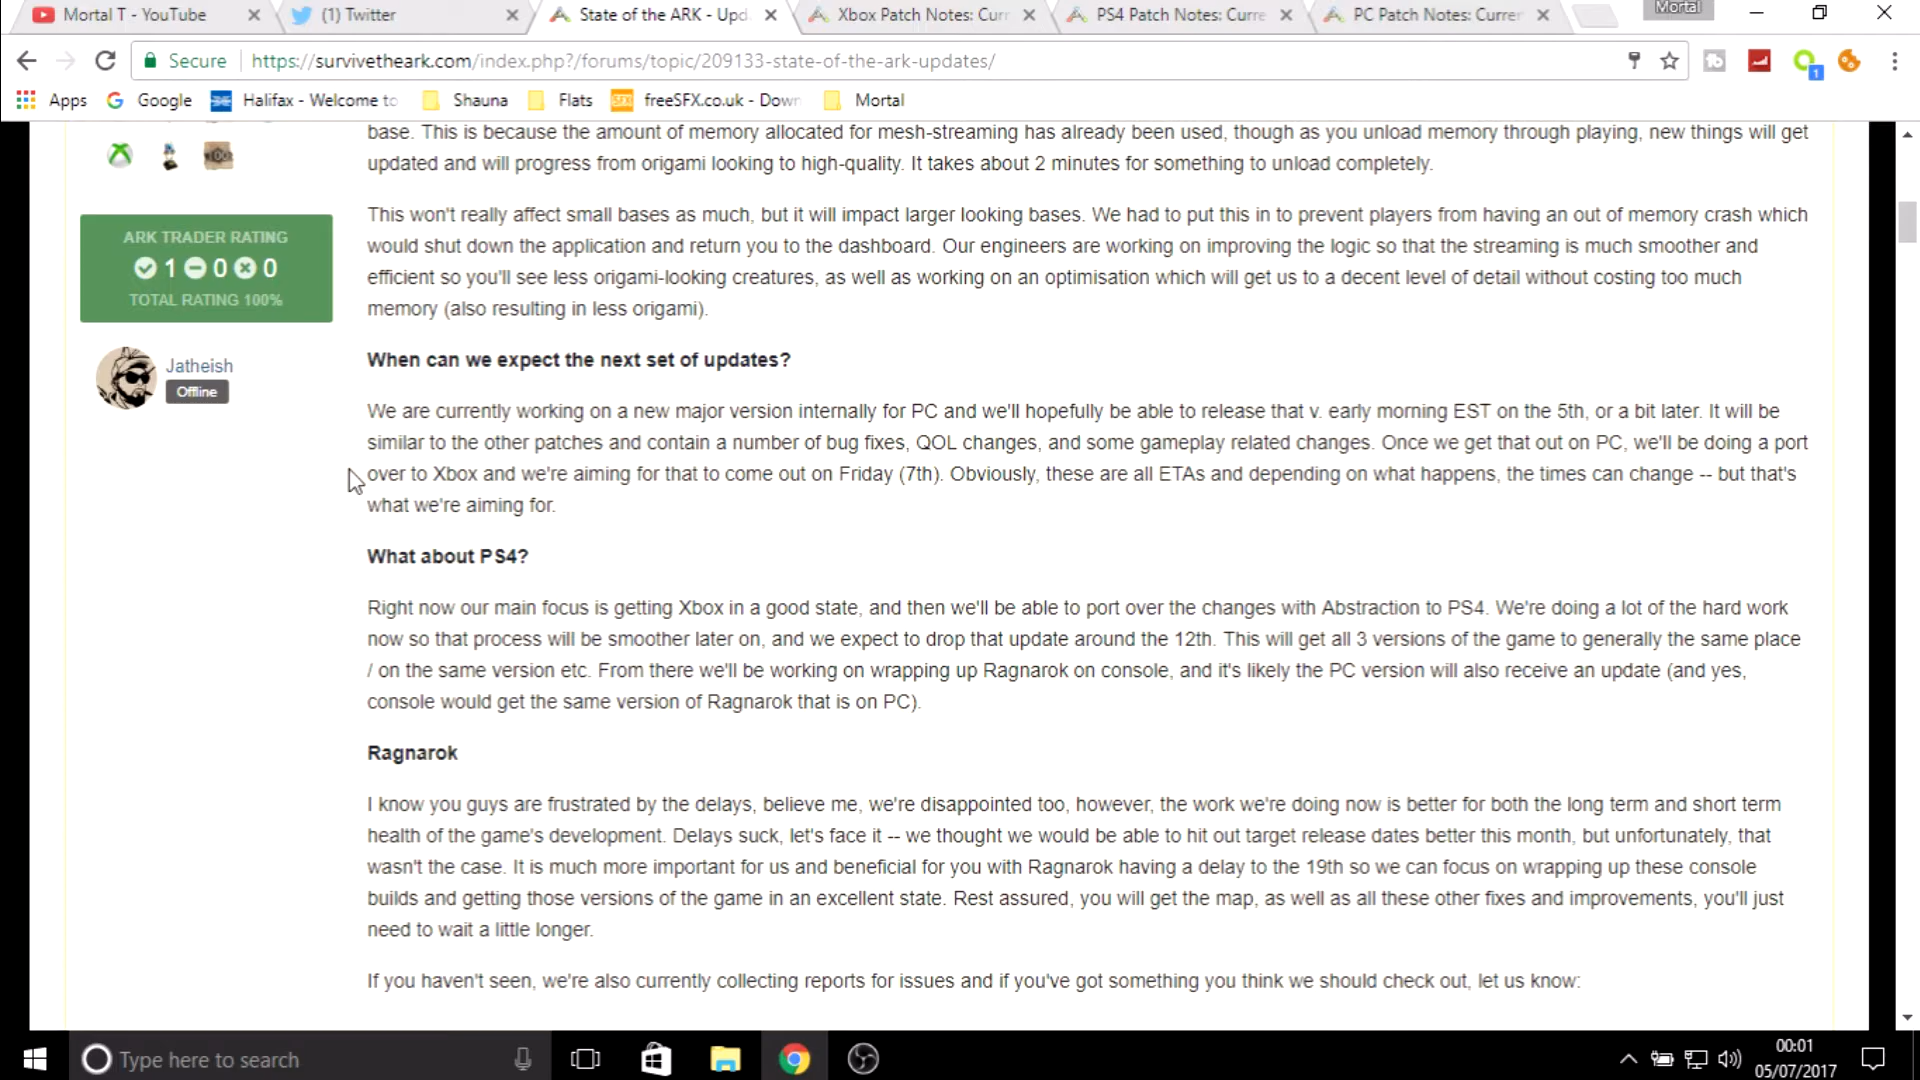 Mortal T - YouTube
(1) Twitter
State of the ARK - Upd
Xbox Patch Notes: Curr
PS4 Patch Notes: Curre
PC Patch Notes: Curren
Mortal
Secure
https://survivetheark.com/index.php?/forums/topic/209133-state-of-the-ark-updates/
1
Apps
Google
Halifax - Welcome to
Shauna
Flats
freeSFX.co.uk - Down
Mortal
base. This is because the amount of memory allocated for mesh-streaming has already been used, though as you unload memory through playing, new things will get
updated and will progress from origami looking to high-quality. It takes about 2 minutes for something to unload completely.
This won't really affect small bases as much, but it will impact larger looking bases. We had to put this in to prevent players from having an out of memory crash which
would shut down the application and return you to the dashboard. Our engineers are working on improving the logic so that the streaming is much smoother and
efficient so you'll see less origami-looking creatures, as well as working on an optimisation which will get us to a decent level of detail without costing too much
memory (also resulting in less origami).
ARK TRADER RATING
1 0 0
TOTAL RATING 100%
Jatheish
Offline
When can we expect the next set of updates?
We are currently working on a new major version internally for PC and we'll hopefully be able to release that v. early morning EST on the 5th, or a bit later. It will be
similar to the other patches and contain a number of bug fixes, QOL changes, and some gameplay related changes. Once we get that out on PC, we'll be doing a port
over to Xbox and we're aiming for that to come out on Friday (7th). Obviously, these are all ETAs and depending on what happens, the times can change -- but that's
what we're aiming for.
What about PS4?
Right now our main focus is getting Xbox in a good state, and then we'll be able to port over the changes with Abstraction to PS4. We're doing a lot of the hard work
now so that process will be smoother later on, and we expect to drop that update around the 12th. This will get all 3 versions of the game to generally the same place
/ on the same version etc. From there we'll be working on wrapping up Ragnarok on console, and it's likely the PC version will also receive an update (and yes,
console would get the same version of Ragnarok that is on PC).
Ragnarok
I know you guys are frustrated by the delays, believe me, we're disappointed too, however, the work we're doing now is better for both the long term and short term
health of the game's development. Delays suck, let's face it -- we thought we would be able to hit out target release dates better this month, but unfortunately, that
wasn't the case. It is much more important for us and beneficial for you with Ragnarok having a delay to the 19th so we can focus on wrapping up these console
builds and getting those versions of the game in an excellent state. Rest assured, you will get the map, as well as all these other fixes and improvements, you'll just
need to wait a little longer.
If you haven't seen, we're also currently collecting reports for issues and if you've got something you think we should check out, let us know:
Type here to search
00:01
05/07/2017